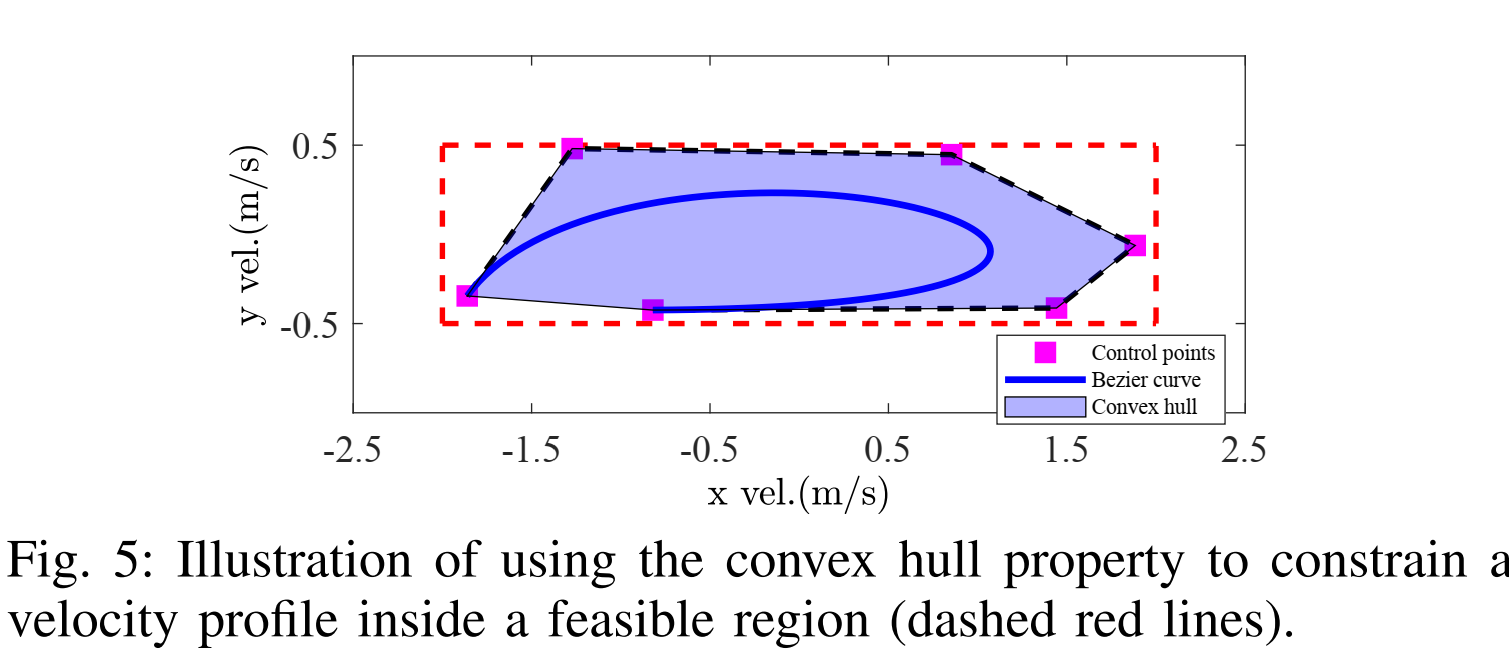 0.5
-0.5
y vel.(m/s)
Control points
Bezier curve
Convex hull
-2.5 -1.5 -0.5 0.5 1.5 2.5
x vel.(m/s)
Fig. 5: Illustration of using the convex hull property to constrain a
velocity profile inside a feasible region (dashed red lines).